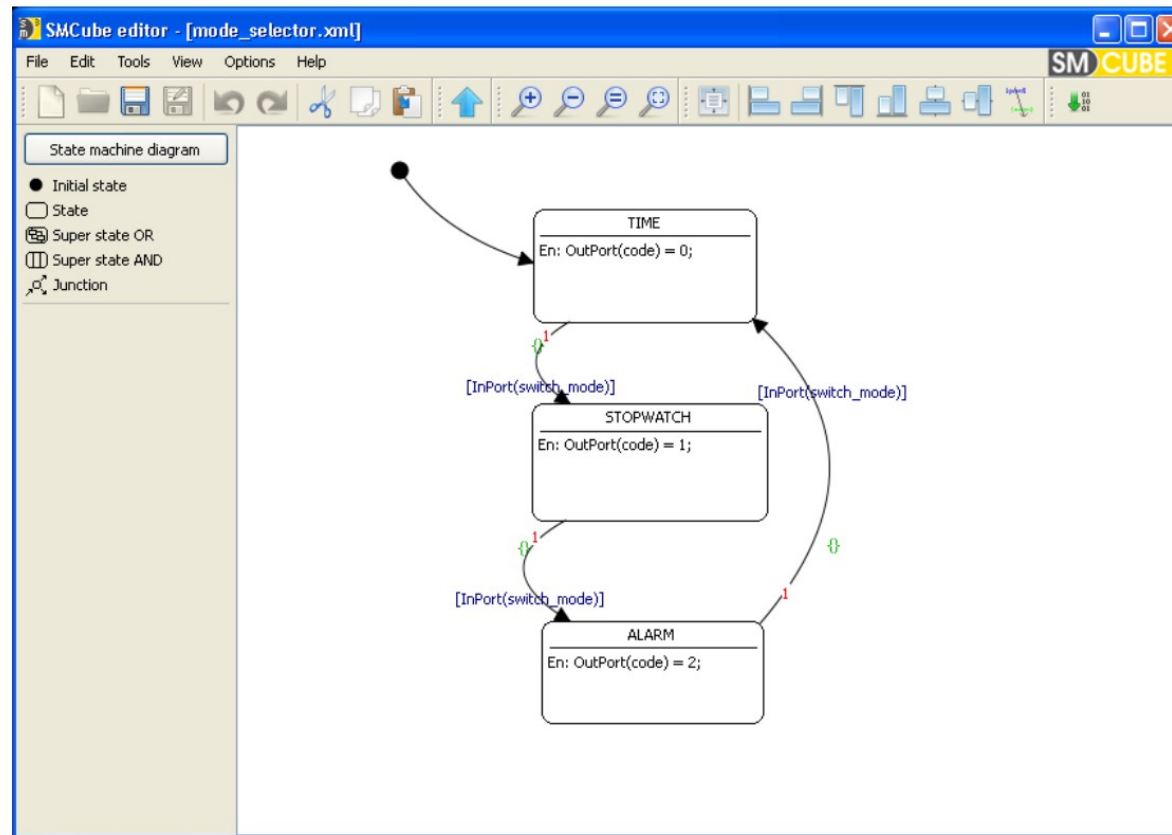 SMCube editor - [mode_selector.xml]
File Edit Tools View Options Help
SM CUBE
State machine diagram
Initial state
State
Super state OR
Super state AND
Junction
TIME
En: OutPort(code) = 0;
1
{}
[InPort(switch_mode)]
[InPort(switch_mode)]
STOPWATCH
En: OutPort(code) = 1;
1
{}
{}
[InPort(switch_mode)]
1
ALARM
En: OutPort(code) = 2;